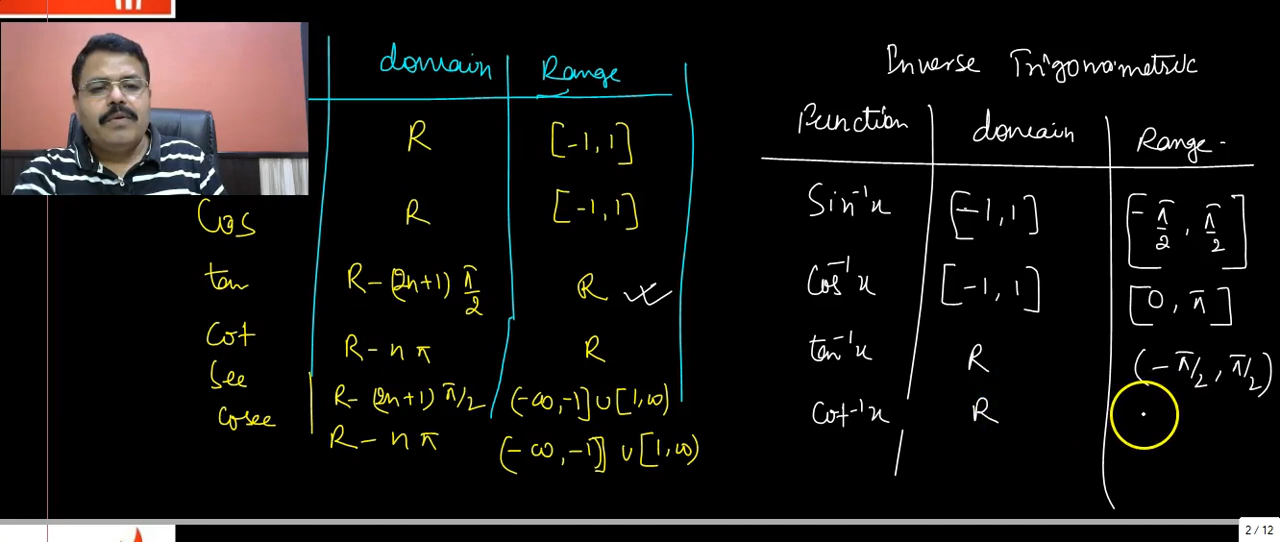 domain Range
R [-1,1]
Cos R [-1,1]
tan R-(2n+1) π/2 R
Cot R-nπ R
Sec R-(2n+1) π/2 (-∞,-1]∪[1,∞)
Cosec R-nπ (-∞,-1]∪[1,∞)
Inverse Trigonometric
Function domain Range-
Sin⁻¹x [-1,1] [-π/2, π/2]
Cos⁻¹x [-1,1] [0,π]
tan⁻¹x R (-π/2, π/2)
Cot⁻¹x R
2 / 12